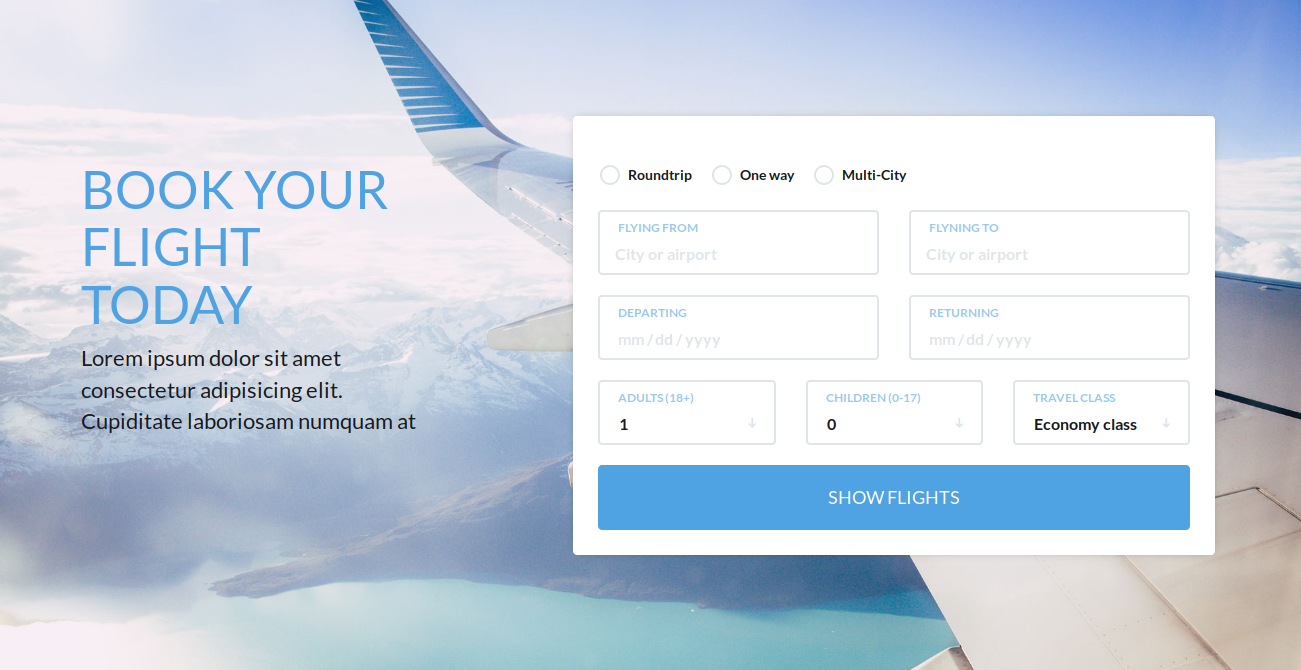 BOOK YOUR
FLIGHT
TODAY
Lorem ipsum dolor sit amet
consectetur adipisicing elit.
Cupiditate laboriosam numquam at
Roundtrip One way Multi-City
FLYING FROM
City or airport
FLYNING TO
City or airport
DEPARTING
mm / dd / yyyy
RETURNING
mm / dd / yyyy
ADULTS (18+)
1
CHILDREN (0-17)
0
TRAVEL CLASS
Economy class
SHOW FLIGHTS